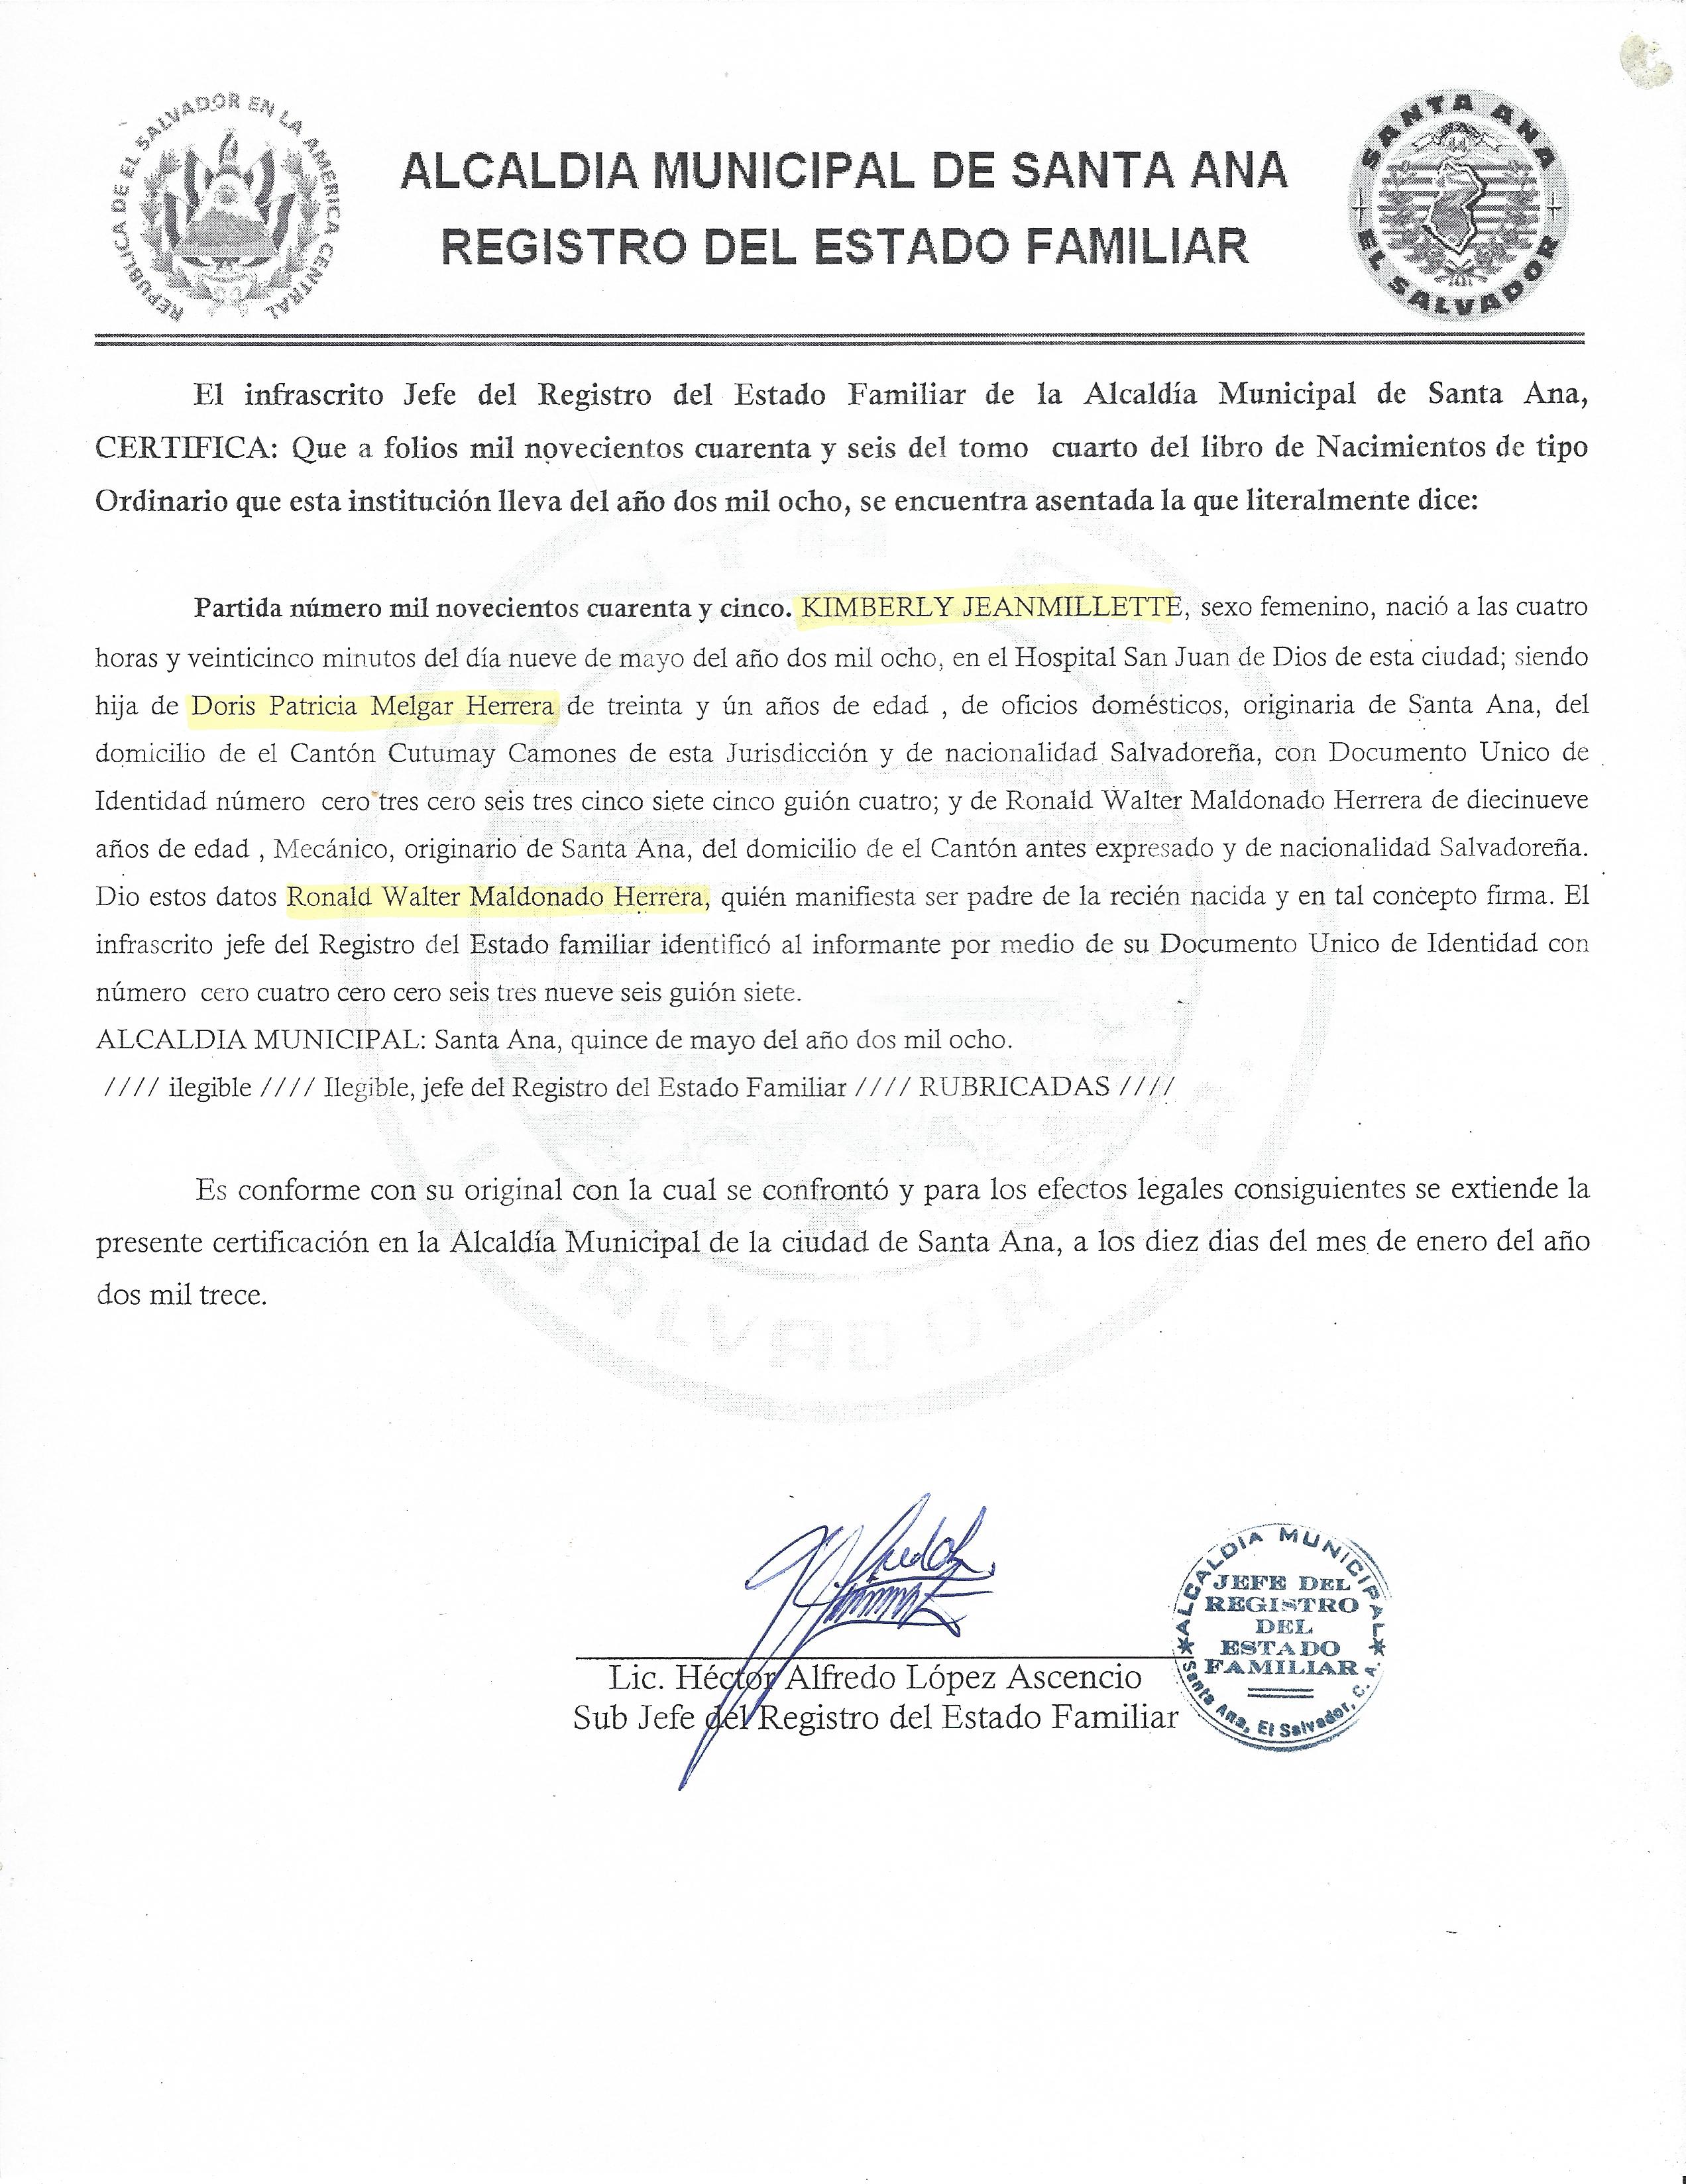 REPUBLICA DE EL SALVADOR EN LA AMERICA CENTRAL
ALCALDIA MUNICIPAL DE SANTA ANA
REGISTRO DEL ESTADO FAMILIAR
SANTA ANA
EL SALVADOR
El infrascrito Jefe del Registro del Estado Familiar de la Alcaldía Municipal de Santa Ana,
CERTIFICA: Que a folios mil novecientos cuarenta y seis del tomo cuarto del libro de Nacimientos de tipo
Ordinario que esta institución lleva del año dos mil ocho, se encuentra asentada la que literalmente dice:
Partida número mil novecientos cuarenta y cinco. KIMBERLY JEANMILLETTE, sexo femenino, nació a las cuatro
horas y veinticinco minutos del día nueve de mayo del año dos mil ocho, en el Hospital San Juan de Dios de esta ciudad; siendo
hija de Doris Patricia Melgar Herrera de treinta y ún años de edad , de oficios domésticos, originaria de Santa Ana, del
domicilio de el Cantón Cutumay Camones de esta Jurisdicción y de nacionalidad Salvadoreña, con Documento Unico de
Identidad número cero tres cero seis tres cinco siete cinco guión cuatro; y de Ronald Walter Maldonado Herrera de diecinueve
años de edad , Mecánico, originario de Santa Ana, del domicilio de el Cantón antes expresado y de nacionalidad Salvadoreña.
Dio estos datos Ronald Walter Maldonado Herrera, quién manifiesta ser padre de la recién nacida y en tal concepto firma. El
infrascrito jefe del Registro del Estado familiar identificó al informante por medio de su Documento Unico de Identidad con
número cero cuatro cero cero seis tres nueve seis guión siete.
ALCALDIA MUNICIPAL: Santa Ana, quince de mayo del año dos mil ocho.
//// ilegible //// Ilegible, jefe del Registro del Estado Familiar //// RUBRICADAS ////
Es conforme con su original con la cual se confrontó y para los efectos legales consiguientes se extiende la
presente certificación en la Alcaldía Municipal de la ciudad de Santa Ana, a los diez dias del mes de enero del año
dos mil trece.
Lic. Héctor Alfredo López Ascencio
Sub Jefe del Registro del Estado Familiar
ALCALDIA MUNICIPAL
JEFE DEL
REGISTRO
DEL
ESTADO
FAMILIAR
Santa Ana, El Salvador, C. A.